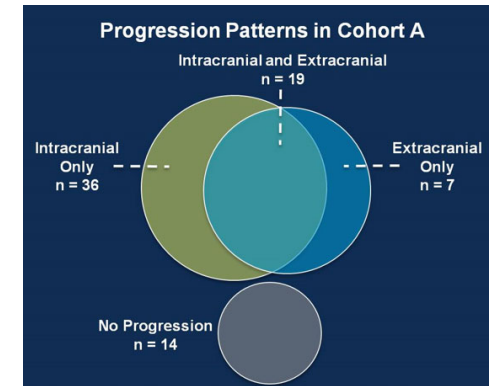 Progression Patterns in Cohort A
Intracranial and Extracranial
n = 19
Intracranial
Only
n = 36
Extracranial
Only
n = 7
No Progression
n = 14